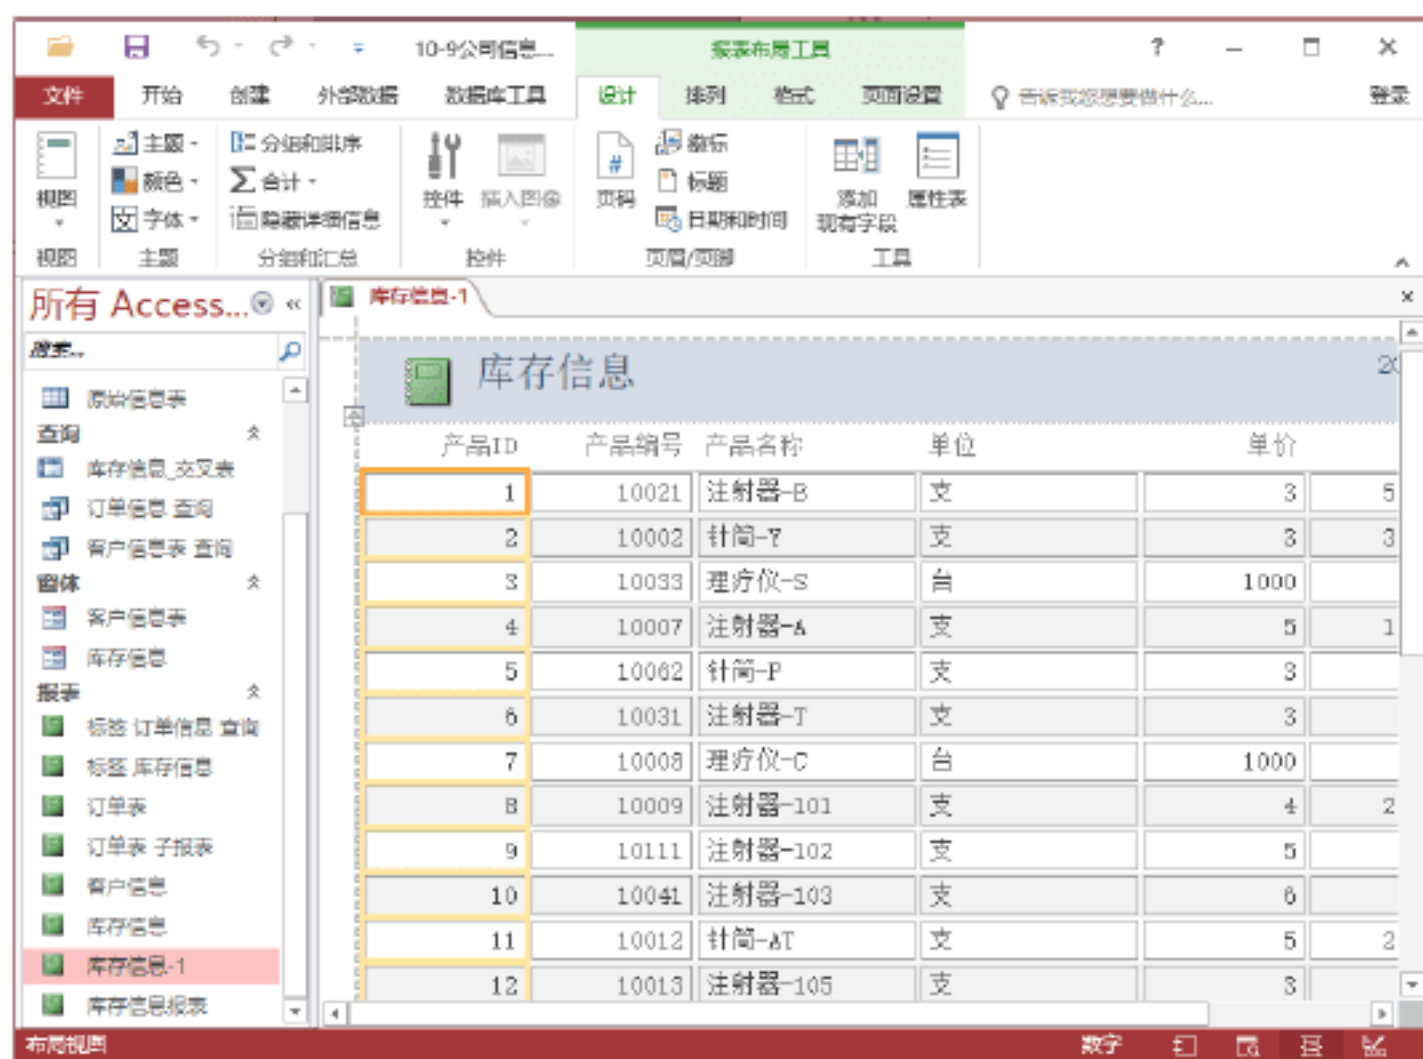 10-9公司信息... 报表布局工具 ?
文件 开始 创建 外部数据 数据库工具 设计 排列 格式 页面设置 告诉我您想要做什么... 登录
主题 分组和排序 徽标
颜色 合计 标题
视图 字体 隐藏详细信息 控件 插入图像 页码 日期和时间 添加现有字段 属性表
视图 主题 分组和汇总 控件 页眉/页脚 工具
所有 Access... «
搜索...
原始信息表
查询
库存信息_交叉表
订单信息 查询
客户信息表 查询
窗体
客户信息表
库存信息
报表
标签 订单信息 查询
标签 库存信息
订单表
订单表 子报表
客户信息
库存信息
库存信息-1
库存信息报表
库存信息-1
库存信息 20
产品ID 产品编号 产品名称 单位 单价
1 10021 注射器-B 支 3 5
2 10002 针筒-Y 支 3 3
3 10033 理疗仪-S 台 1000
4 10007 注射器-A 支 5 1
5 10062 针筒-P 支 3
6 10031 注射器-T 支 3
7 10008 理疗仪-C 台 1000
8 10009 注射器-101 支 4 2
9 10111 注射器-102 支 5
10 10041 注射器-103 支 6
11 10012 针筒-AT 支 5 2
12 10013 注射器-105 支 3
布局视图 数字